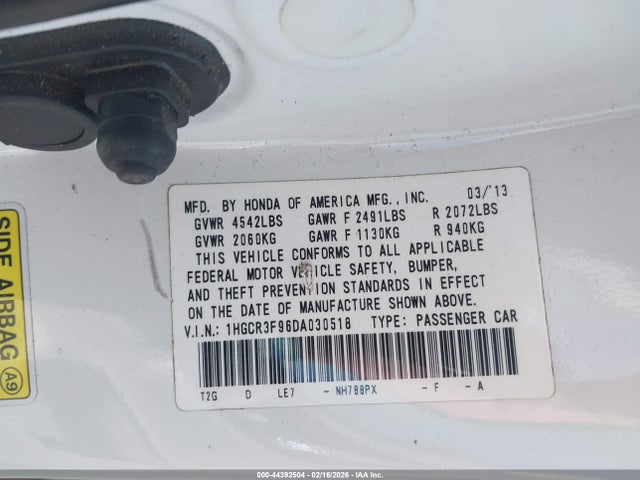 MFD. BY HONDA OF AMERICA MFG., INC. 03/13
GVWR 4542LBS GAWR F 2491LBS R 2072LBS
GVWR 2060KG GAWR F 1130KG R 940KG
THIS VEHICLE CONFORMS TO ALL APPLICABLE
FEDERAL MOTOR VEHICLE SAFETY, BUMPER,
AND THEFT PREVENTION STANDARDS IN EFFECT
ON THE DATE OF MANUFACTURE SHOWN ABOVE.
V.I.N.: 1HGCR3F96DA030518 TYPE: PASSENGER CAR
T2G D LE7 - NH788PX - F - A
SIDE AIRBAG A9
000-44392504 - 02/16/2026 - IAA Inc.